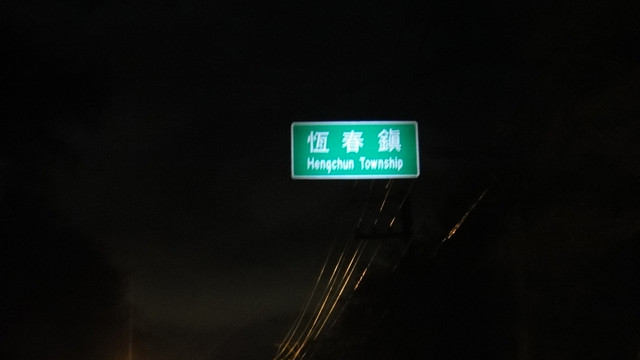 恆春鎮
Hengchun Township